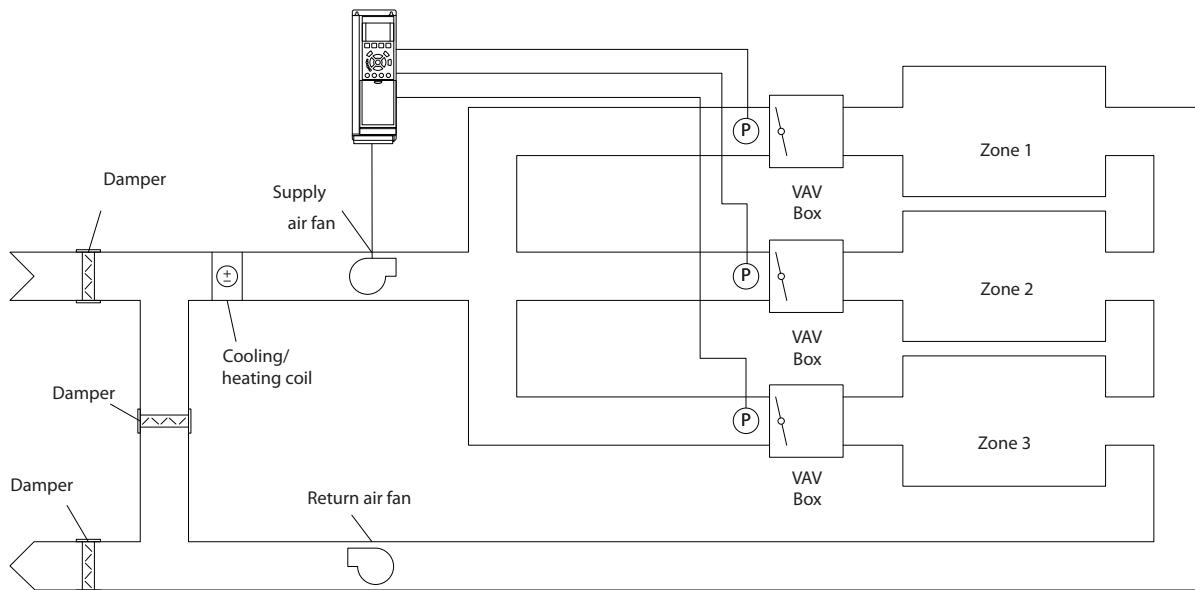 P
Zone 1
Damper
Supply
air fan
VAV
Box
±
P
Zone 2
Cooling/
heating coil
VAV
Box
Damper
P
Zone 3
Damper
VAV
Box
Return air fan